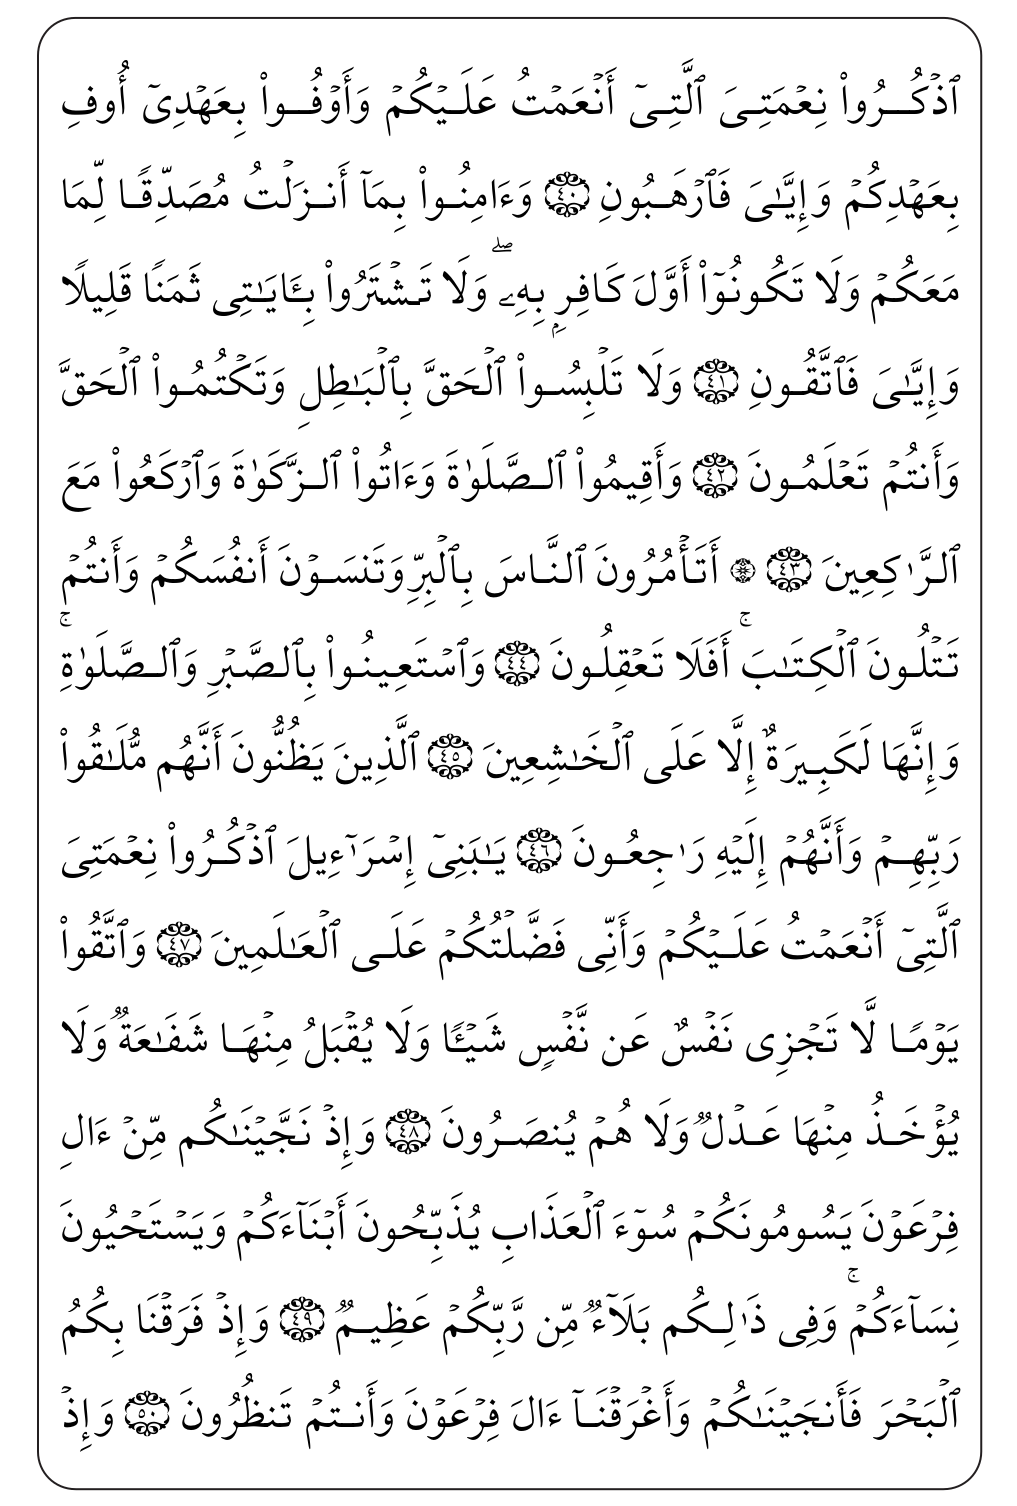 ٱذۡكُرُواْ نِعۡمَتِىَ ٱلَّتِىٓ أَنۡعَمۡتُ عَلَيۡكُمۡ وَأَوۡفُواْ بِعَهۡدِىٓ أُوفِ
بِعَهۡدِكُمۡ وَإِيَّـٰىَ فَٱرۡهَبُونِ ٤٠ وَءَامِنُواْ بِمَآ أَنزَلۡتُ مُصَدِّقًا لِّمَا
مَعَكُمۡ وَلَا تَكُونُوٓاْ أَوَّلَ كَافِرِۭ بِهِۦۖ وَلَا تَشۡتَرُواْ بِـَٔايَـٰتِى ثَمَنًا قَلِيلًا
وَإِيَّـٰىَ فَٱتَّقُونِ ٤١ وَلَا تَلۡبِسُواْ ٱلۡحَقَّ بِٱلۡبَـٰطِلِ وَتَكۡتُمُواْ ٱلۡحَقَّ
وَأَنتُمۡ تَعۡلَمُونَ ٤٢ وَأَقِيمُواْ ٱلصَّلَوٰةَ وَءَاتُواْ ٱلزَّكَوٰةَ وَٱرۡكَعُواْ مَعَ
ٱلرَّٰكِعِينَ ٤٣ ۞ أَتَأۡمُرُونَ ٱلنَّاسَ بِٱلۡبِرِّ وَتَنسَوۡنَ أَنفُسَكُمۡ وَأَنتُمۡ
تَتۡلُونَ ٱلۡكِتَـٰبَۚ أَفَلَا تَعۡقِلُونَ ٤٤ وَٱسۡتَعِينُواْ بِٱلصَّبۡرِ وَٱلصَّلَوٰةِۚ
وَإِنَّهَا لَكَبِيرَةٌ إِلَّا عَلَى ٱلۡخَـٰشِعِينَ ٤٥ ٱلَّذِينَ يَظُنُّونَ أَنَّهُم مُّلَـٰقُواْ
رَبِّهِمۡ وَأَنَّهُمۡ إِلَيۡهِ رَٰجِعُونَ ٤٦ يَـٰبَنِىٓ إِسۡرَٰٓءِيلَ ٱذۡكُرُواْ نِعۡمَتِىَ
ٱلَّتِىٓ أَنۡعَمۡتُ عَلَيۡكُمۡ وَأَنِّى فَضَّلۡتُكُمۡ عَلَى ٱلۡعَـٰلَمِينَ ٤٧ وَٱتَّقُواْ
يَوۡمًا لَّا تَجۡزِى نَفۡسٌ عَن نَّفۡسٍ شَيۡـًٔا وَلَا يُقۡبَلُ مِنۡهَا شَفَـٰعَةٌ وَلَا
يُؤۡخَذُ مِنۡهَا عَدۡلٌ وَلَا هُمۡ يُنصَرُونَ ٤٨ وَإِذۡ نَجَّيۡنَـٰكُم مِّنۡ ءَالِ
فِرۡعَوۡنَ يَسُومُونَكُمۡ سُوٓءَ ٱلۡعَذَابِ يُذَبِّحُونَ أَبۡنَآءَكُمۡ وَيَسۡتَحۡيُونَ
نِسَآءَكُمۡۚ وَفِى ذَٰلِكُم بَلَآءٌ مِّن رَّبِّكُمۡ عَظِيمٌ ٤٩ وَإِذۡ فَرَقۡنَا بِكُمُ
ٱلۡبَحۡرَ فَأَنجَيۡنَـٰكُمۡ وَأَغۡرَقۡنَآ ءَالَ فِرۡعَوۡنَ وَأَنتُمۡ تَنظُرُونَ ٥٠ وَإِذۡ